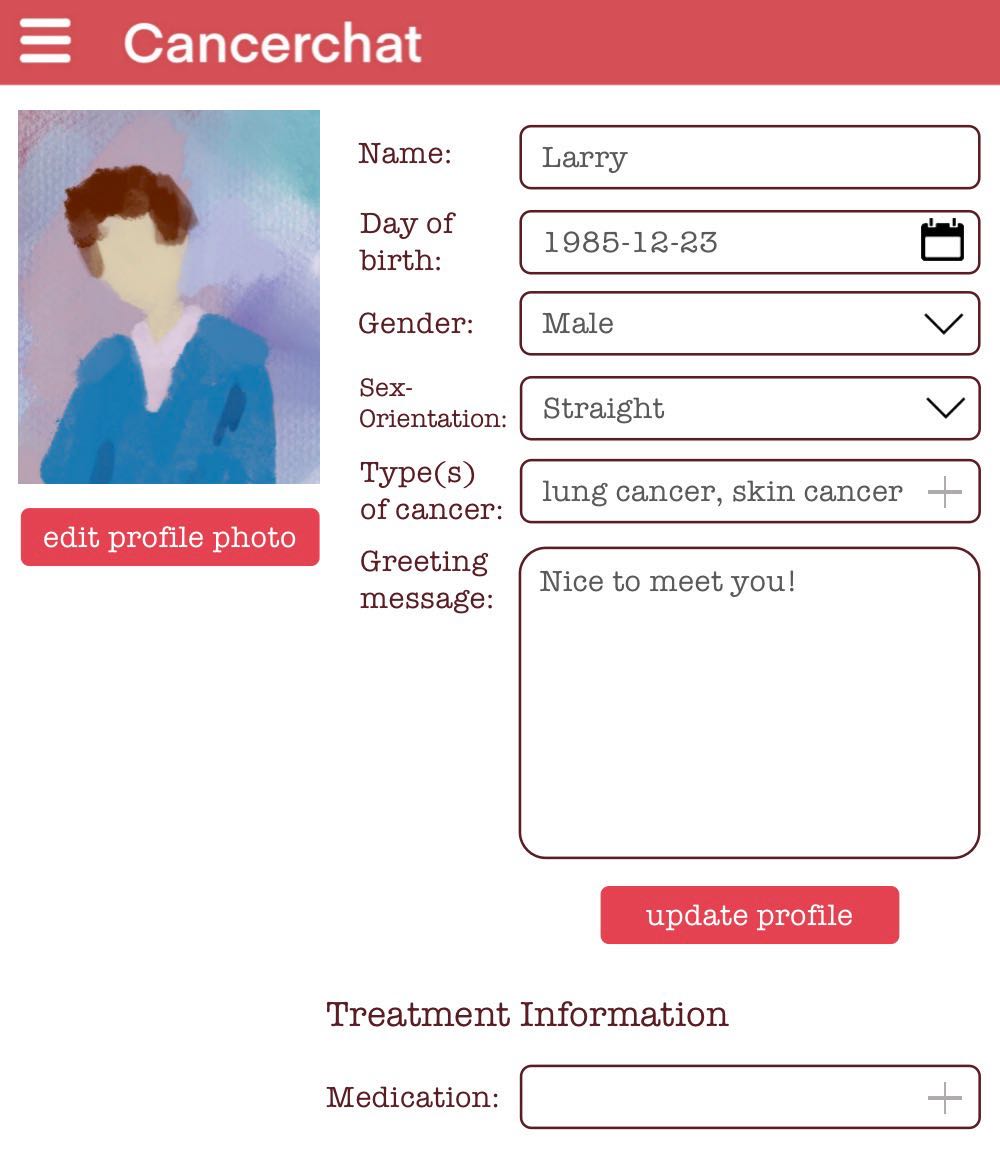 Cancerchat
Name:
Larry
Day of
birth:
1985-12-23
Gender:
Male
Sex-
Orientation:
Straight
Type(s)
of cancer:
lung cancer, skin cancer
edit profile photo
Greeting
message:
Nice to meet you!
update profile
Treatment Information
Medication: